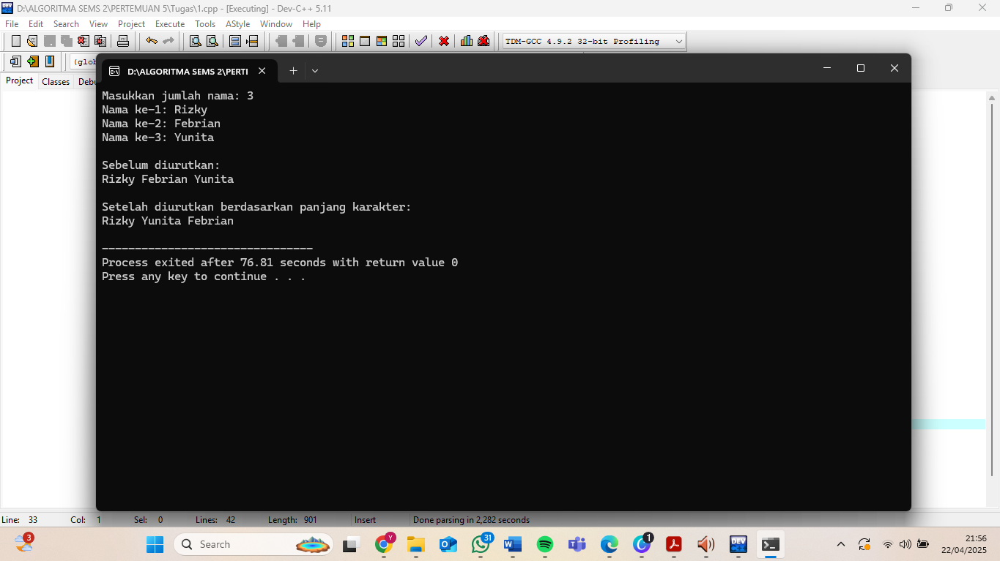 D:\ALGORITMA SEMS 2\PERTEMUAN 5\Tugas\1.cpp - [Executing] - Dev-C++ 5.11
File Edit Search View Project Execute Tools AStyle Window Help
TDM-GCC 4.9.2 32-bit Profiling
(glob
Project Classes Debu
D:\ALGORITMA SEMS 2\PERTI
Masukkan jumlah nama: 3
Nama ke-1: Rizky
Nama ke-2: Febrian
Nama ke-3: Yunita
Sebelum diurutkan:
Rizky Febrian Yunita
Setelah diurutkan berdasarkan panjang karakter:
Rizky Yunita Febrian
--------------------------------
Process exited after 76.81 seconds with return value 0
Press any key to continue . . .
Line: 33 Col: 1 Sel: 0 Lines: 42 Length: 901 Insert Done parsing in 2,282 seconds
3
Search
Y
31
1
DEV
21:56
22/04/2025